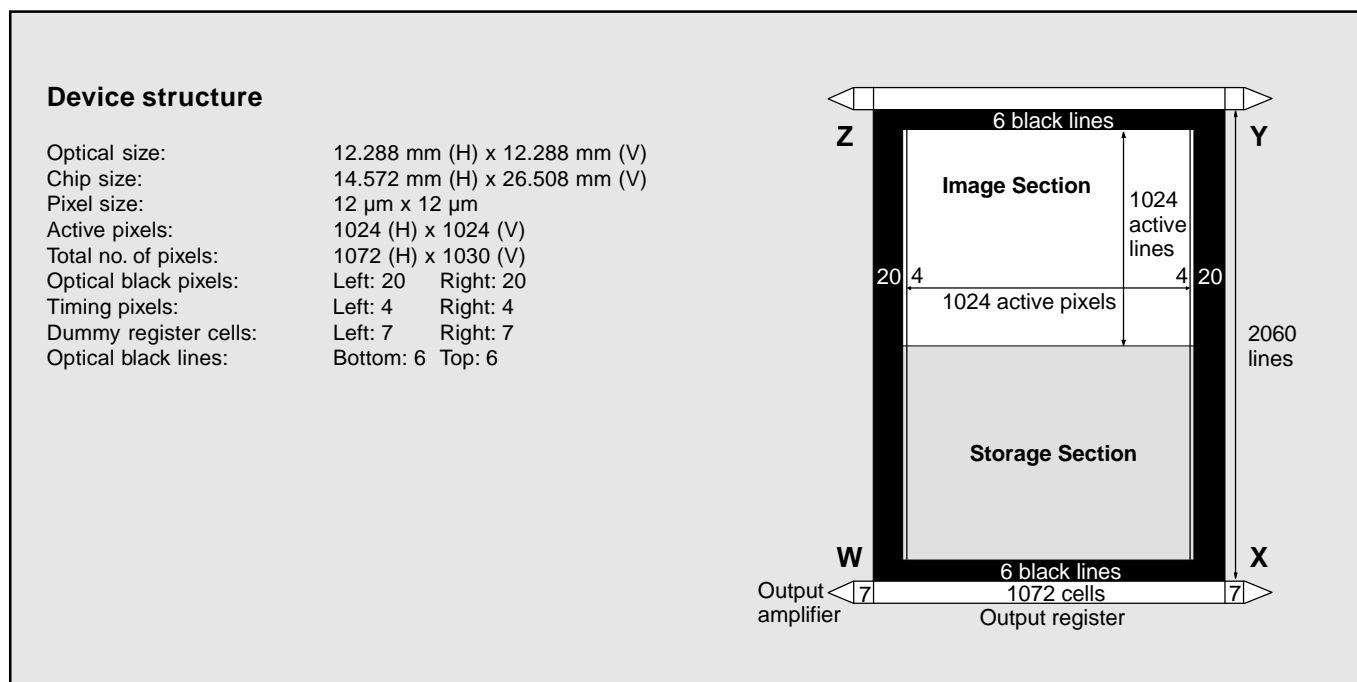 Device structure
Optical size: 12.288 mm (H) x 12.288 mm (V)
Chip size: 14.572 mm (H) x 26.508 mm (V)
Pixel size: 12 µm x 12 µm
Active pixels: 1024 (H) x 1024 (V)
Total no. of pixels: 1072 (H) x 1030 (V)
Optical black pixels: Left: 20 Right: 20
Timing pixels: Left: 4 Right: 4
Dummy register cells: Left: 7 Right: 7
Optical black lines: Bottom: 6 Top: 6
6 black lines
Z
Y
Image Section
1024
active
lines
20 4
4 20
1024 active pixels
2060
lines
Storage Section
W
X
6 black lines
Output
amplifier
7
1072 cells
7
Output register